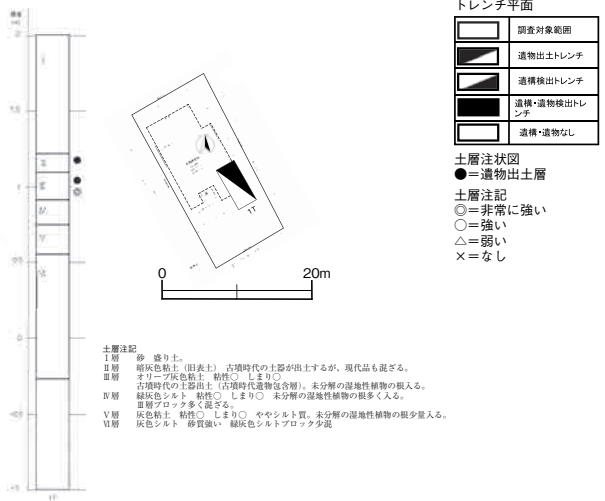 トレンチ平面
調査対象範囲
遺物出土トレンチ
遺構検出トレンチ
遺構・遺物検出トレ
ンチ
遺構・遺物なし
土層注状図
●=遺物出土層
土層注記
◎=非常に強い
○=強い
△=弱い
×=なし
1T
0 20m
土層注記
Ⅰ層 砂 盛り土。
Ⅱ層 暗灰色粘土（旧表土） 古墳時代の土器が出土するが、現代品も混ざる。
Ⅲ層 オリーブ灰色粘土 粘性○ しまり○
古墳時代の土器出土（古墳時代遺物包含層）。未分解の湿地性植物の根入る。
Ⅳ層 緑灰色シルト 粘性○ しまり○ 未分解の湿地性植物の根多く入る。
Ⅲ層ブロック多く混ざる。
Ⅴ層 灰色粘土 粘性○ しまり○ ややシルト質。未分解の湿地性植物の根少量入る。
Ⅵ層 灰色シルト 砂質強い 緑灰色シルトブロック少混
1T